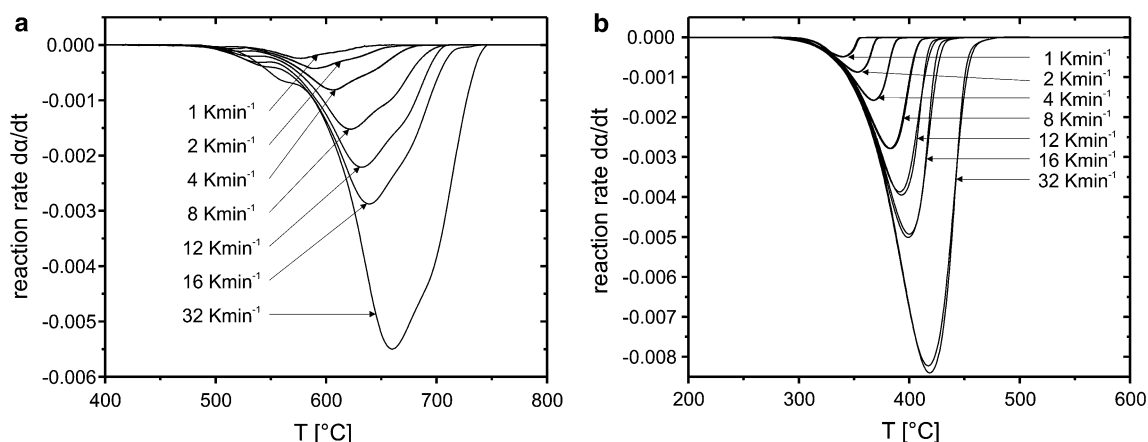 a
0.000
-0.001
-0.002
-0.003
-0.004
-0.005
-0.006
reaction rate dα/dt
1 Kmin⁻¹
2 Kmin⁻¹
4 Kmin⁻¹
8 Kmin⁻¹
12 Kmin⁻¹
16 Kmin⁻¹
32 Kmin⁻¹
400 500 600 700 800
T [°C]
b
0.000
-0.001
-0.002
-0.003
-0.004
-0.005
-0.006
-0.007
-0.008
reaction rate dα/dt
1 Kmin⁻¹
2 Kmin⁻¹
4 Kmin⁻¹
8 Kmin⁻¹
12 Kmin⁻¹
16 Kmin⁻¹
32 Kmin⁻¹
200 300 400 500 600
T [°C]